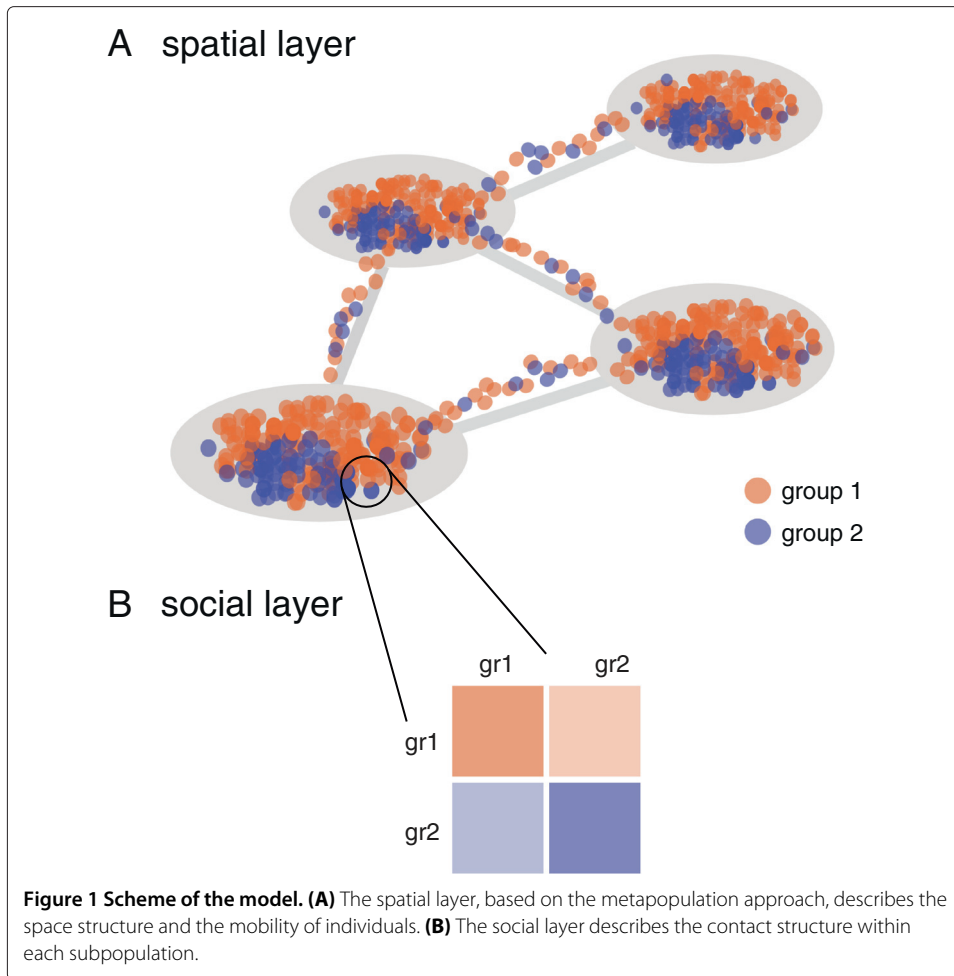 A spatial layer
group 1
group 2
B social layer
gr1 gr2
gr1
gr2
Figure 1 Scheme of the model. (A) The spatial layer, based on the metapopulation approach, describes the
space structure and the mobility of individuals. (B) The social layer describes the contact structure within
each subpopulation.